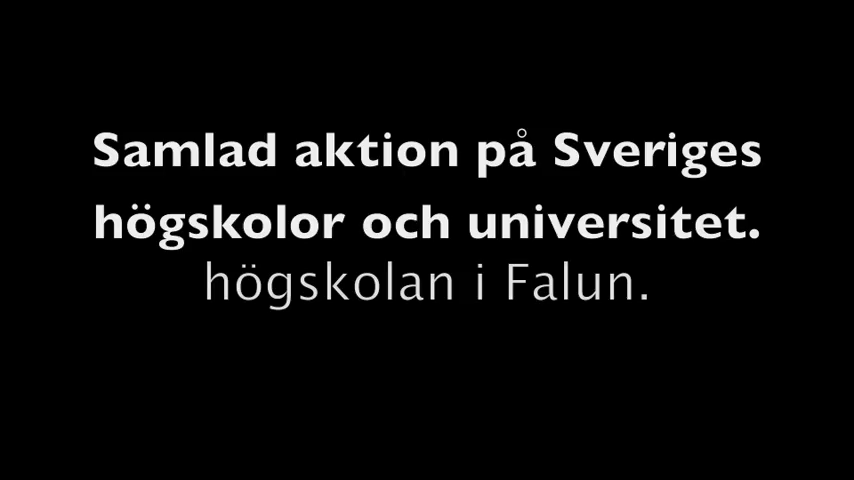 Samlad aktion på Sveriges
högskolor och universitet.
högskolan i Falun.